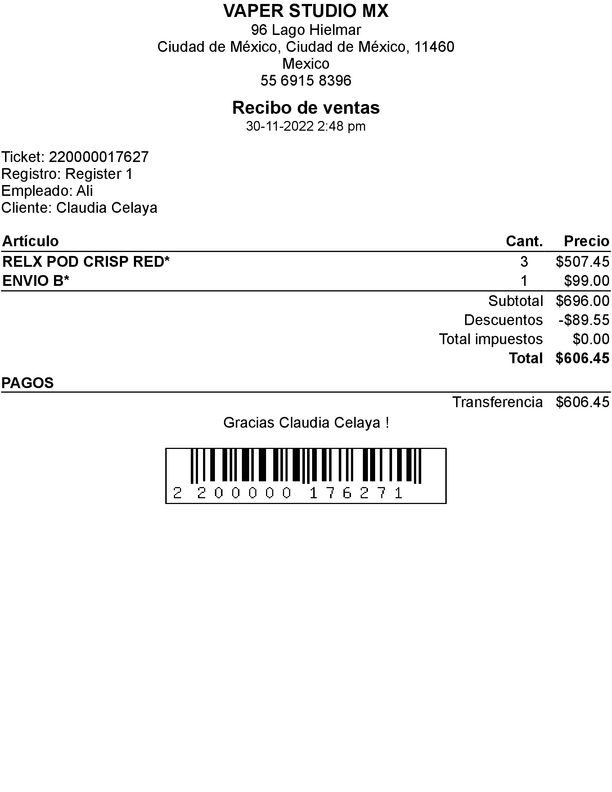 VAPER STUDIO MX
96 Lago Hielmar
Ciudad de México, Ciudad de México, 11460
Mexico
55 6915 8396
Recibo de ventas
30-11-2022 2:48 pm
Ticket: 220000017627
Registro: Register 1
Empleado: Ali
Cliente: Claudia Celaya
Artículo Cant. Precio
RELX POD CRISP RED* 3 $507.45
ENVIO B* 1 $99.00
Subtotal $696.00
Descuentos -$89.55
Total impuestos $0.00
Total $606.45
PAGOS
Transferencia $606.45
Gracias Claudia Celaya !
2 200000 176271